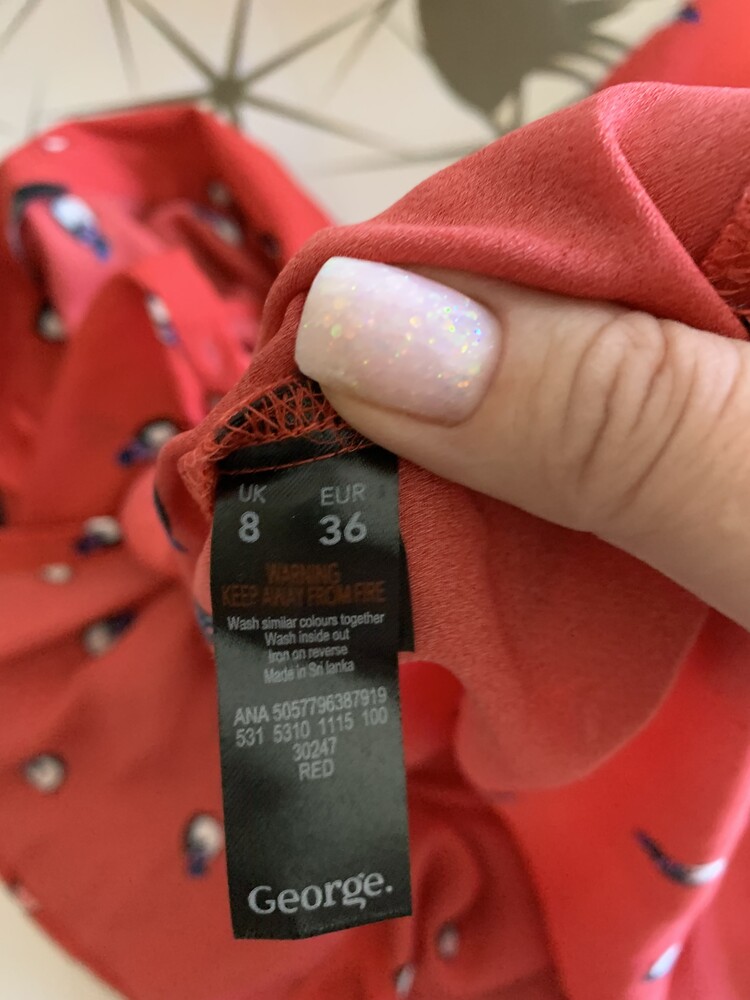 UK EUR
8 36
WARNING
KEEP AWAY FROM FIRE
Wash similar colours together
Wash inside out
Iron on reverse
Made in Sri lanka
ANA 5057796387919
531 5310 1115 100
30247
RED
George.